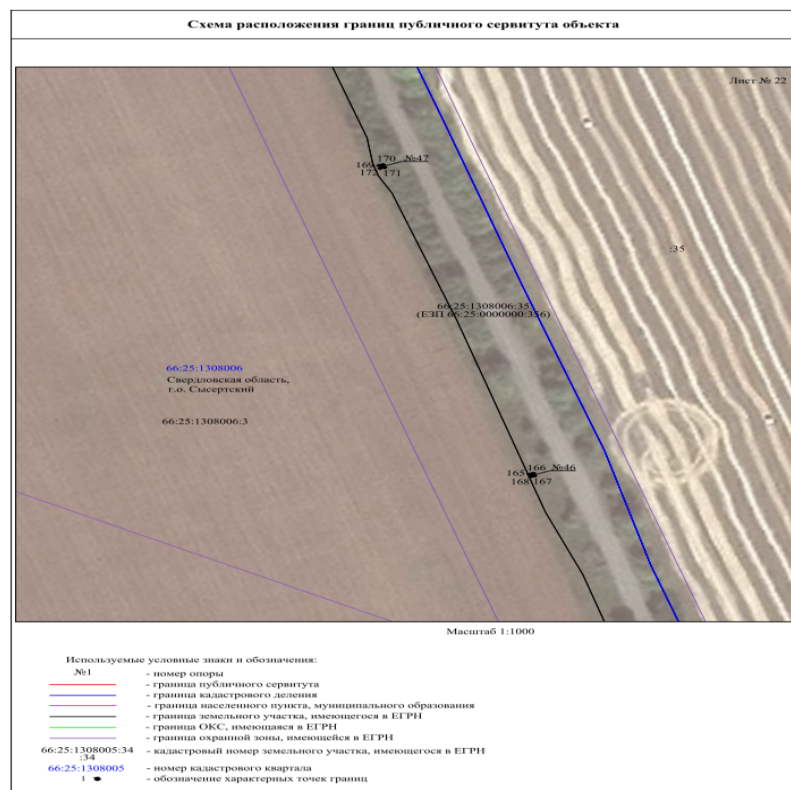 Схема расположения границ публичного сервитута объекта
Лист № 22
170 №47
169
172 171
:35
66:25:1308006:35
(ЕЗП 66:25:0000000:356)
66:25:1308006
Свердловская область,
г.о. Сысертский
66:25:1308006:3
166 №46
165
168 167
Масштаб 1:1000
Используемые условные знаки и обозначения:
№1 - номер опоры
- граница публичного сервитута
- граница кадастрового деления
- граница населенного пункта, муниципального образования
- граница земельного участка, имеющегося в ЕГРН
- граница ОКС, имеющаяся в ЕГРН
- граница охранной зоны, имеющейся в ЕГРН
66:25:1308005:34 - кадастровый номер земельного участка, имеющегося в ЕГРН
:34
66:25:1308005 - номер кадастрового квартала
1 - обозначение характерных точек границ